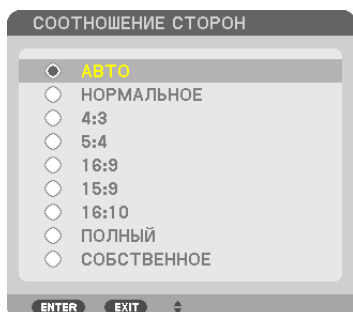 СООТНОШЕНИЕ СТОРОН
АВТО
НОРМАЛЬНОЕ
4:3
5:4
16:9
15:9
16:10
ПОЛНЫЙ
СОБСТВЕННОЕ
ENTER EXIT